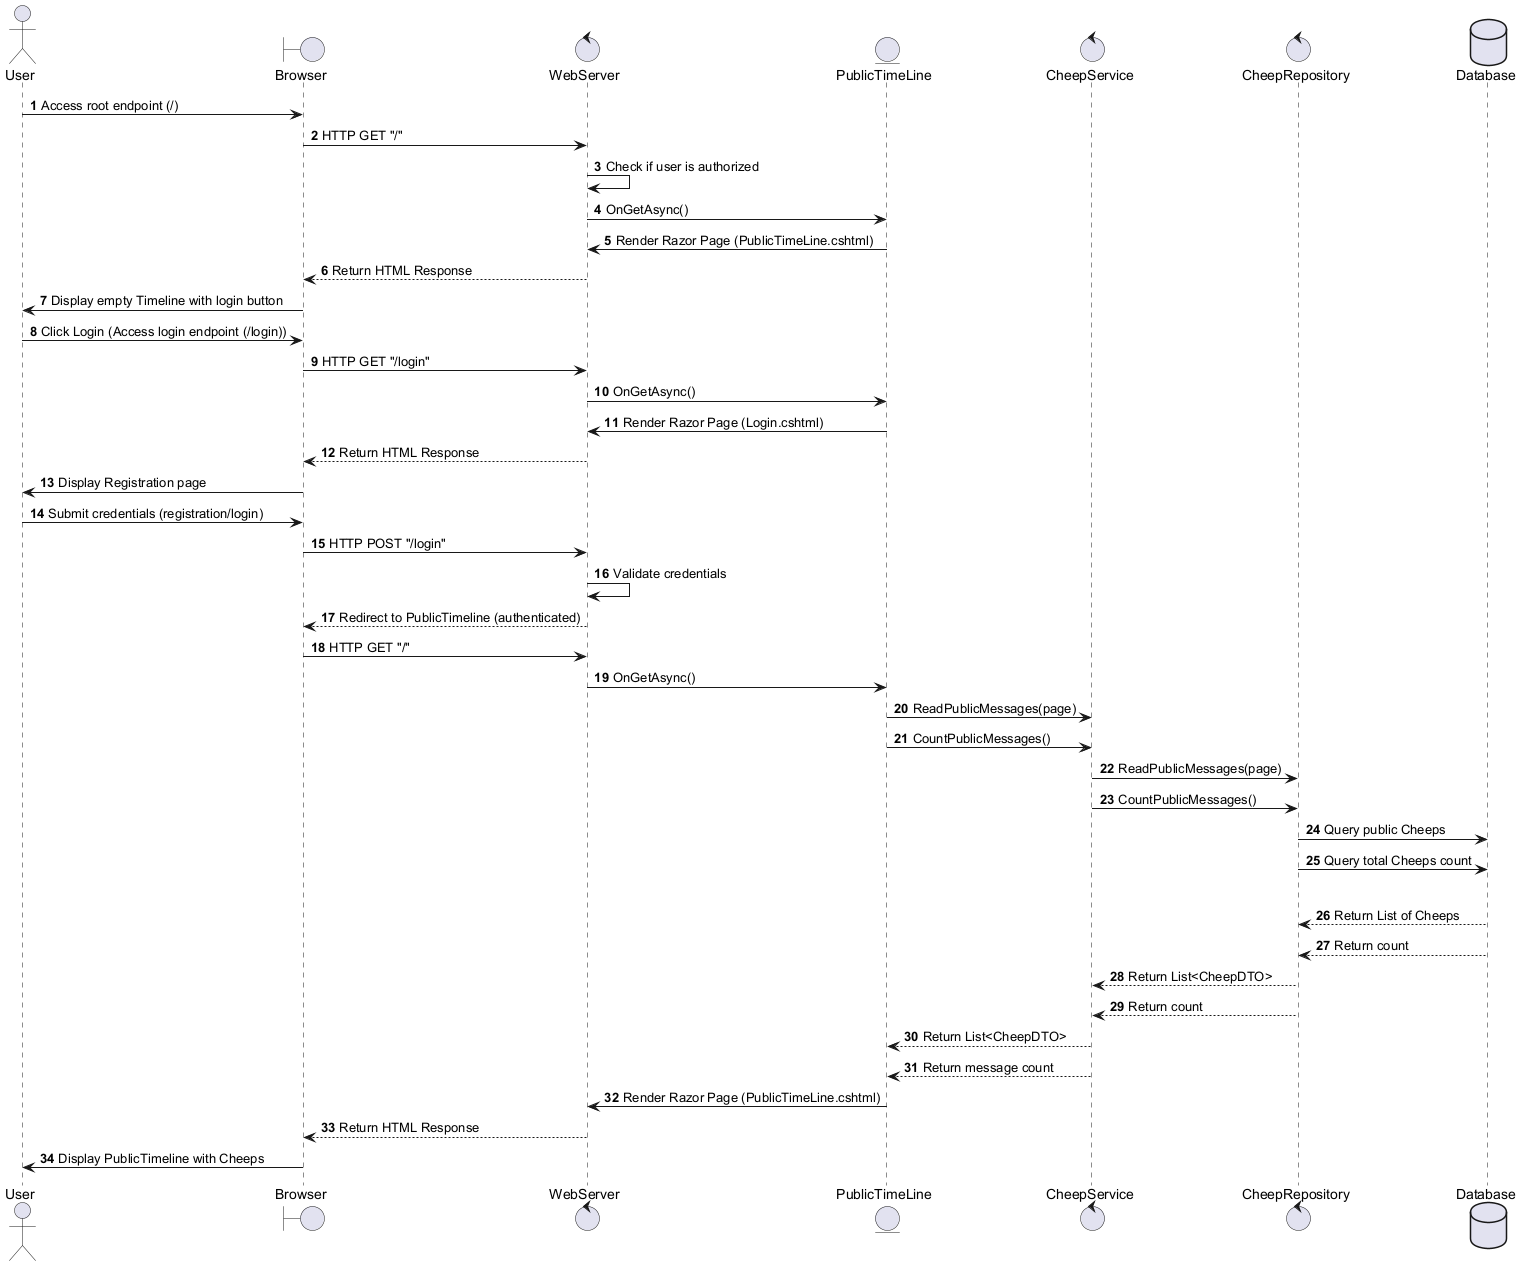 User Browser WebServer PublicTimeLine CheepService CheepRepository Database
1 Access root endpoint (/)
2 HTTP GET "/"
3 Check if user is authorized
4 OnGetAsync()
5 Render Razor Page (PublicTimeLine.cshtml)
6 Return HTML Response
7 Display empty Timeline with login button
8 Click Login (Access login endpoint (/login))
9 HTTP GET "/login"
10 OnGetAsync()
11 Render Razor Page (Login.cshtml)
12 Return HTML Response
13 Display Registration page
14 Submit credentials (registration/login)
15 HTTP POST "/login"
16 Validate credentials
17 Redirect to PublicTimeline (authenticated)
18 HTTP GET "/"
19 OnGetAsync()
20 ReadPublicMessages(page)
21 CountPublicMessages()
22 ReadPublicMessages(page)
23 CountPublicMessages()
24 Query public Cheeps
25 Query total Cheeps count
26 Return List of Cheeps
27 Return count
28 Return List<CheepDTO>
29 Return count
30 Return List<CheepDTO>
31 Return message count
32 Render Razor Page (PublicTimeLine.cshtml)
33 Return HTML Response
34 Display PublicTimeline with Cheeps
User Browser WebServer PublicTimeLine CheepService CheepRepository Database